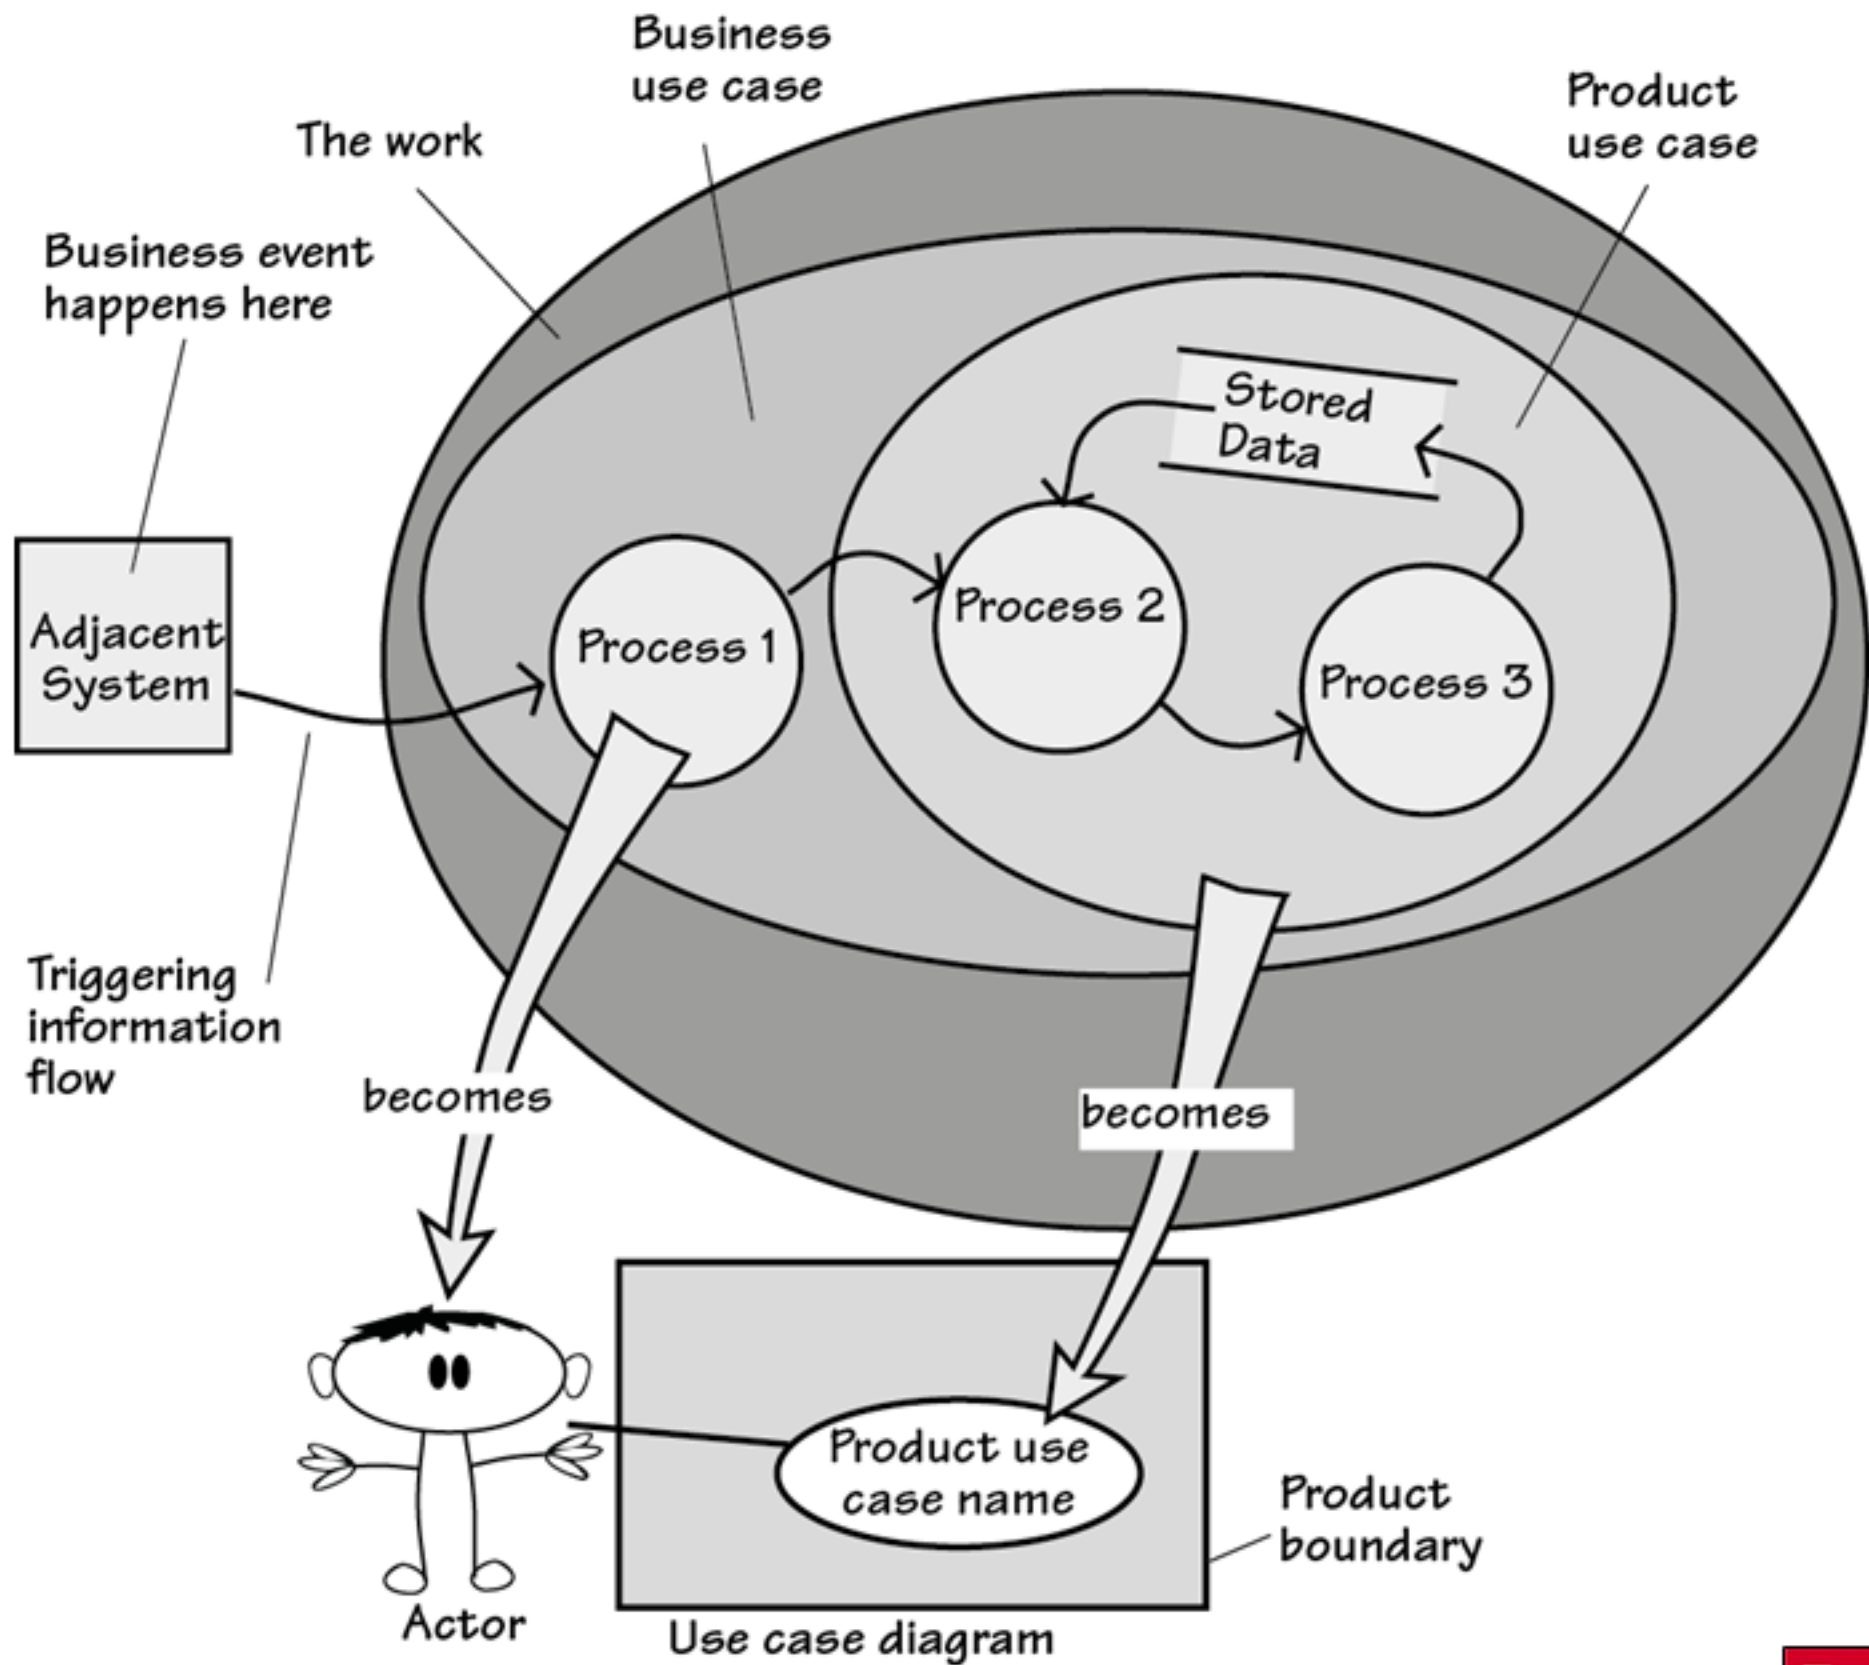 Business
use case
Product
use case
The work
Business event
happens here
Stored
Data
Adjacent
System
Process 1
Process 2
Process 3
Triggering
information
flow
becomes
becomes
Product use
case name
Product
boundary
Actor
Use case diagram